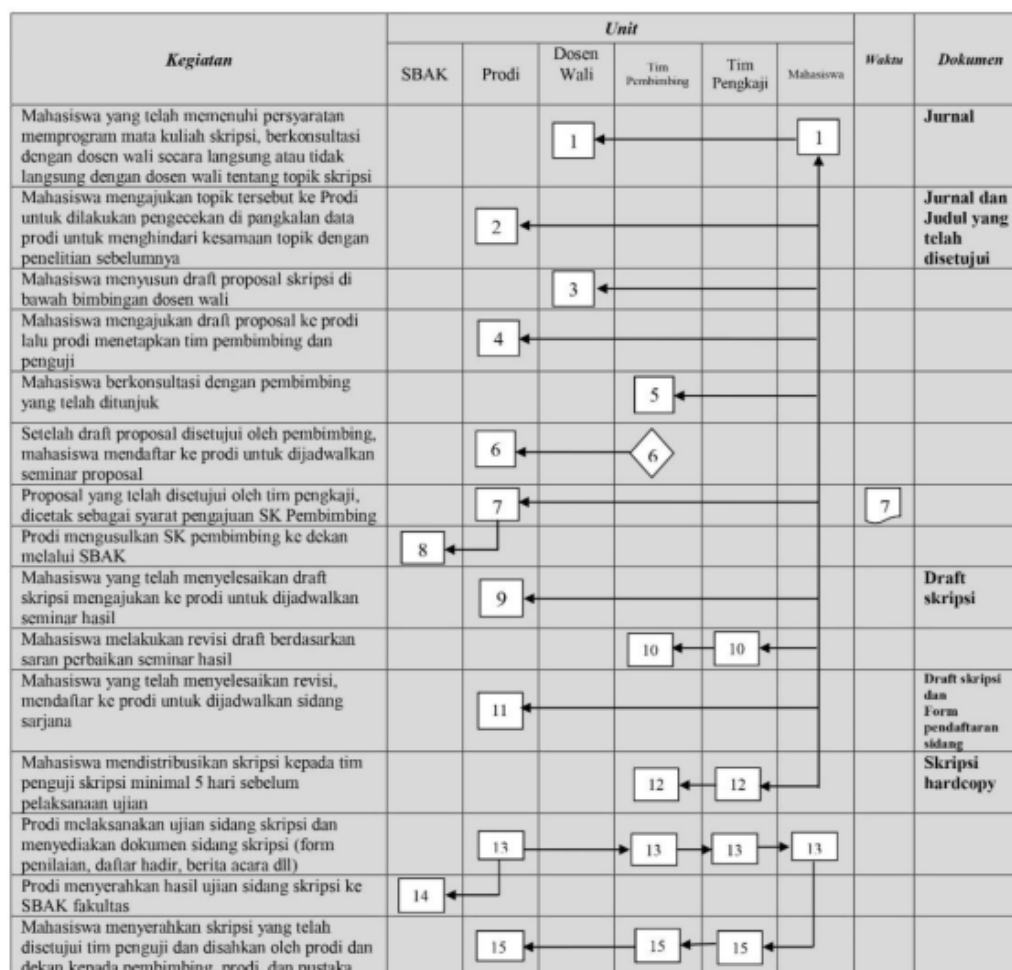 Kegiatan
Unit
Waktu
Dokumen
SBAK
Prodi
Dosen
Wali
Tim
Pembimbing
Tim
Pengkaji
Mahasiswa
Mahasiswa yang telah memenuhi persyaratan
memprogram mata kuliah skripsi, berkonsultasi
dengan dosen wali secara langsung atau tidak
langsung dengan dosen wali tentang topik skripsi
1
1
Jurnal
Mahasiswa mengajukan topik tersebut ke Prodi
untuk dilakukan pengecekan di pangkalan data
prodi untuk menghindari kesamaan topik dengan
penelitian sebelumnya
2
Jurnal dan
Judul yang
telah
disetujui
Mahasiswa menyusun draft proposal skripsi di
bawah bimbingan dosen wali
3
Mahasiswa mengajukan draft proposal ke prodi
lalu prodi menetapkan tim pembimbing dan
penguji
4
Mahasiswa berkonsultasi dengan pembimbing
yang telah ditunjuk
5
Setelah draft proposal disetujui oleh pembimbing,
mahasiswa mendaftar ke prodi untuk dijadwalkan
seminar proposal
6
6
Proposal yang telah disetujui oleh tim pengkaji,
dicetak sebagai syarat pengajuan SK Pembimbing
7
7
Prodi mengusulkan SK pembimbing ke dekan
melalui SBAK
8
Mahasiswa yang telah menyelesaikan draft
skripsi mengajukan ke prodi untuk dijadwalkan
seminar hasil
9
Draft
skripsi
Mahasiswa melakukan revisi draft berdasarkan
saran perbaikan seminar hasil
10
10
Mahasiswa yang telah menyelesaikan revisi,
mendaftar ke prodi untuk dijadwalkan sidang
sarjana
11
Draft skripsi
dan
Form
pendaftaran
sidang
Mahasiswa mendistribusikan skripsi kepada tim
penguji skripsi minimal 5 hari sebelum
pelaksanaan ujian
12
12
Skripsi
hardcopy
Prodi melaksanakan ujian sidang skripsi dan
menyediakan dokumen sidang skripsi (form
penilaian, daftar hadir, berita acara dll)
13
13
13
13
Prodi menyerahkan hasil ujian sidang skripsi ke
SBAK fakultas
14
Mahasiswa menyerahkan skripsi yang telah
disetujui tim penguji dan disahkan oleh prodi dan
dekan kepada pembimbing, prodi, dan pustaka
15
15
15